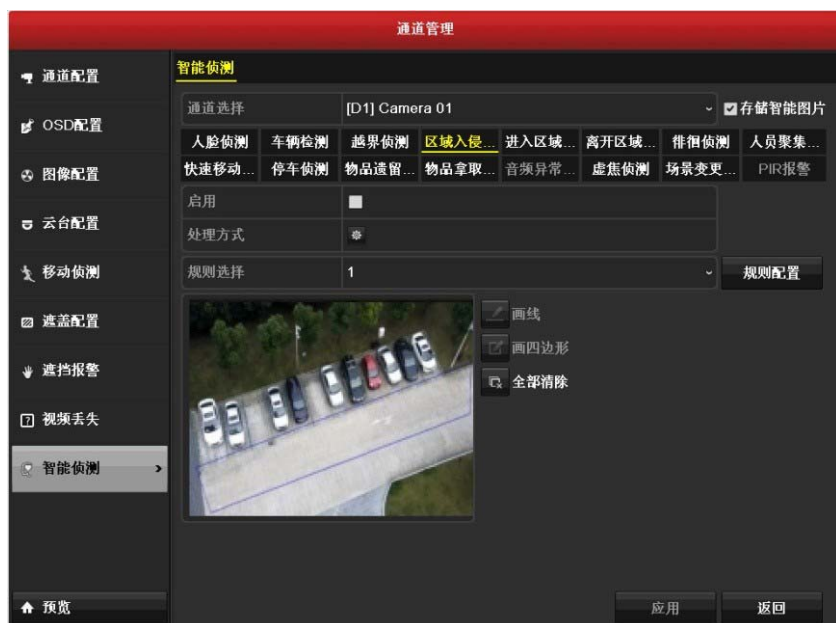 通道管理
通道配置
OSD配置
图像配置
云台配置
移动侦测
遮盖配置
遮挡报警
视频丢失
智能侦测
预览
智能侦测
通道选择 [D1] Camera 01 存储智能图片
人脸侦测 车辆检测 越界侦测 区域入侵... 进入区域... 离开区域... 徘徊侦测 人员聚集...
快速移动... 停车侦测 物品遗留... 物品拿取... 音频异常... 虚焦侦测 场景变更... PIR报警
启用
处理方式
规则选择 1 规则配置
画线
画四边形
全部清除
应用 返回